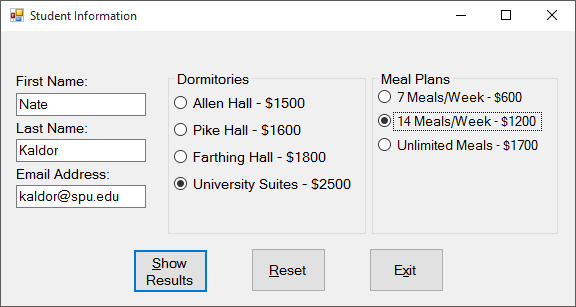 Student Information
First Name:
Nate
Last Name:
Kaldor
Email Address:
kaldor@spu.edu
Dormitories
Allen Hall - $1500
Pike Hall - $1600
Farthing Hall - $1800
University Suites - $2500
Meal Plans
7 Meals/Week - $600
14 Meals/Week - $1200
Unlimited Meals - $1700
Show
Results
Reset
Exit